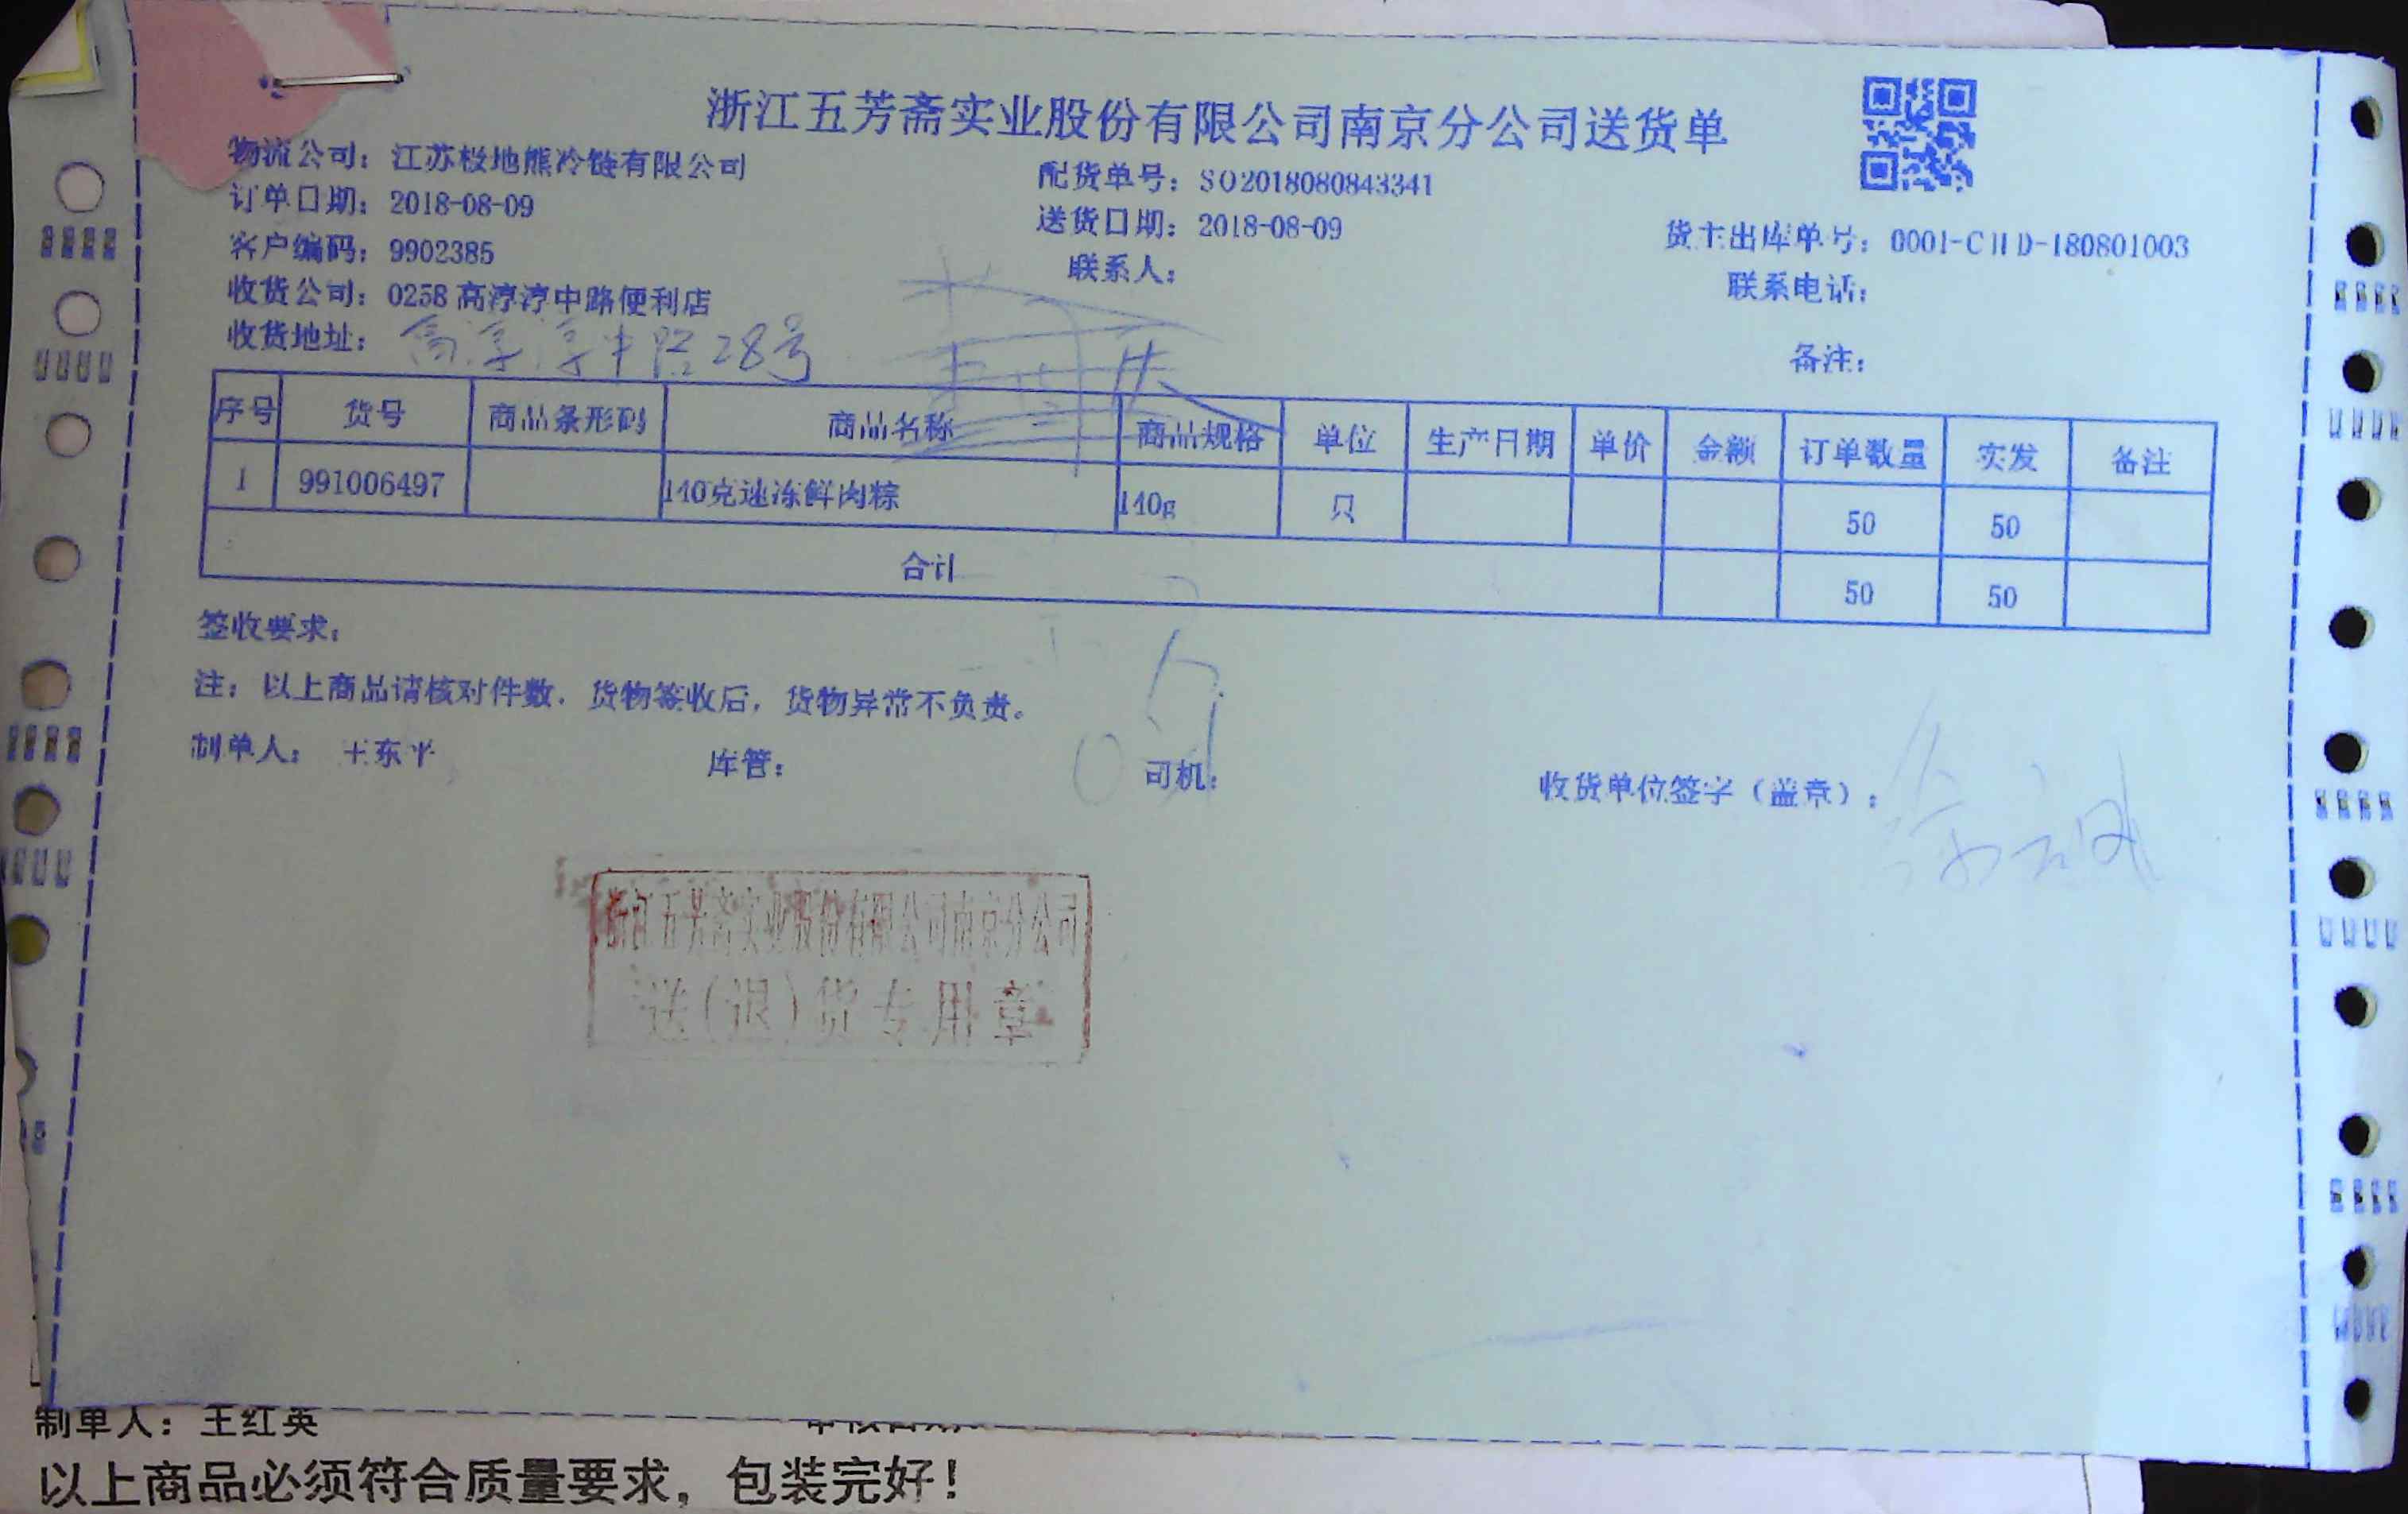 浙江五芳斋实业股份有限公司南京分公司送货单
物流公司：江苏极地熊冷链有限公司
配货单号：SO2018080843341
订单日期：2018-08-09
送货日期：2018-08-09
货主出库单号：0001-CHD-180801003
客户编码：9902385
联系人：
联系电话：
收货公司：0258高淳淳中路便利店
收货地址：高淳淳中路28号
备注：
序号 货号 商品条形码 商品名称 商品规格 单位 生产日期 单价 金额 订单数量 实发 备注
1 991006497 140克速冻鲜肉粽 140g 只 50 50
合计 50 50
签收要求：
注：以上商品请核对件数．货物签收后，货物异常不负责。
制单人：王东平 库管： 司机： 收货单位签字（盖章）：
浙江五芳斋实业股份有限公司南京分公司
送（退）货专用章
制单人：王红英
以上商品必须符合质量要求，包装完好！